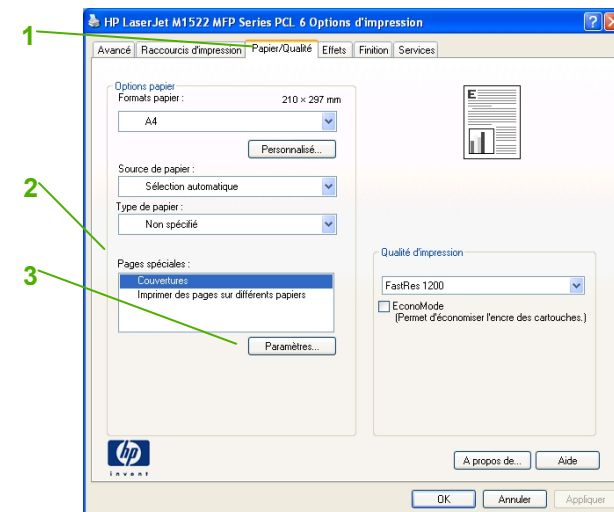 1
2
3
HP LaserJet M1522 MFP Series PCL 6 Options d'impression
Avancé Raccourcis d'impression Papier/Qualité Effets Finition Services
Options papier
Formats papier : 210 × 297 mm
A4
Personnalisé...
Source de papier :
Sélection automatique
Type de papier :
Non spécifié
Pages spéciales :
Couvertures
Imprimer des pages sur différents papiers
Paramètres...
E
Qualité d'impression
FastRes 1200
EconoMode
(Permet d'économiser l'encre des cartouches.)
hp
invent
A propos de... Aide
OK Annuler Appliquer